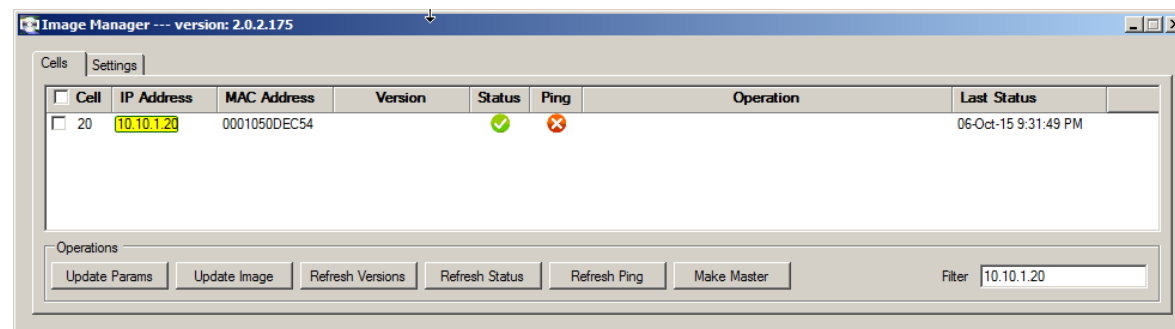 Image Manager --- version: 2.0.2.175
Cells Settings
Cell IP Address MAC Address Version Status Ping Operation Last Status
20 10.10.1.20 0001050DEC54 06-Oct-15 9:31:49 PM
Operations
Update Params Update Image Refresh Versions Refresh Status Refresh Ping Make Master Filter 10.10.1.20